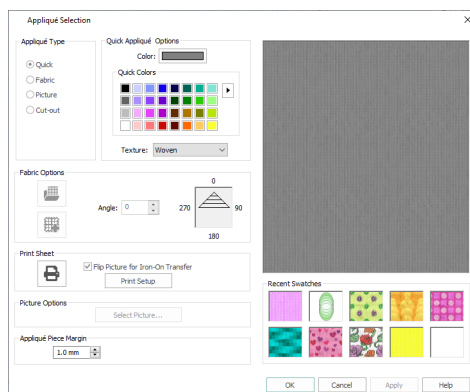 Appliqué Selection
Appliqué Type
Quick
Fabric
Picture
Cut-out
Quick Appliqué Options
Color:
Quick Colors
Texture: Woven
Fabric Options
Angle: 0
0
270 90
180
Print Sheet
Flip Picture for Iron-On Transfer
Print Setup
Picture Options
Select Picture...
Appliqué Piece Margin
1.0 mm
Recent Swatches
OK Cancel Apply Help